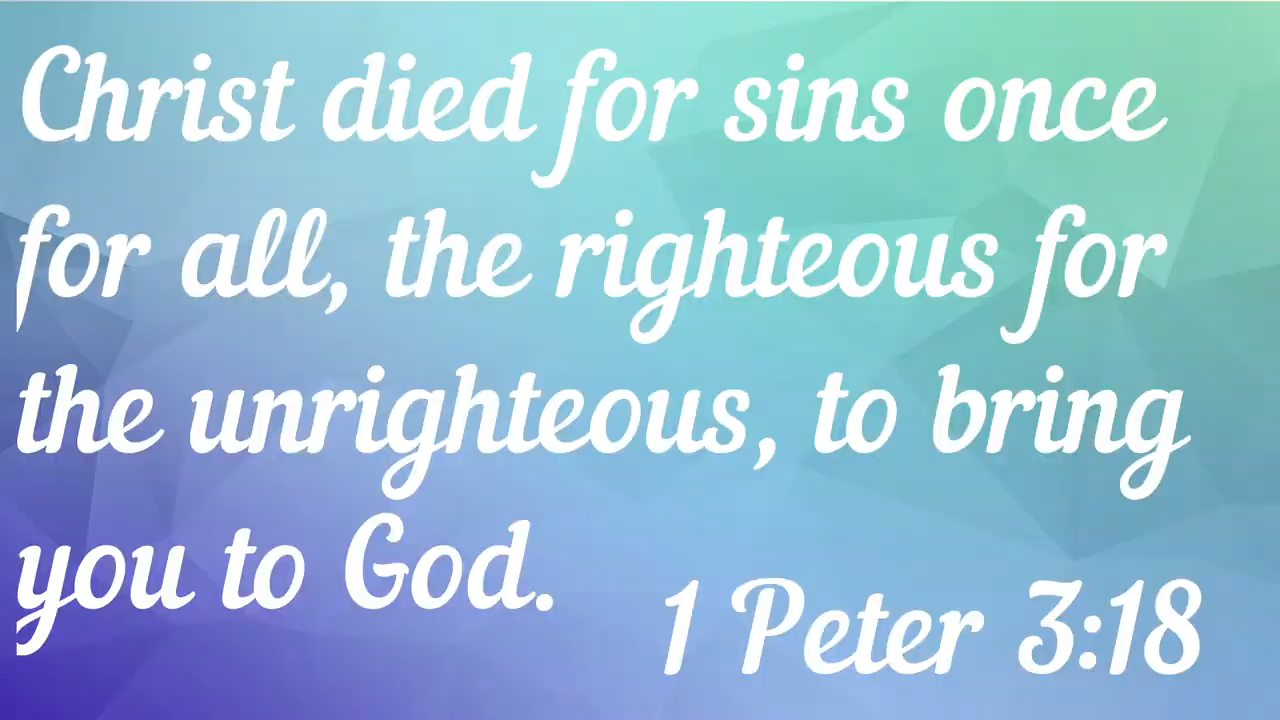 Christ died for sins once
for all, the righteous for
the unrighteous, to bring
you to God.
1 Peter 3:18